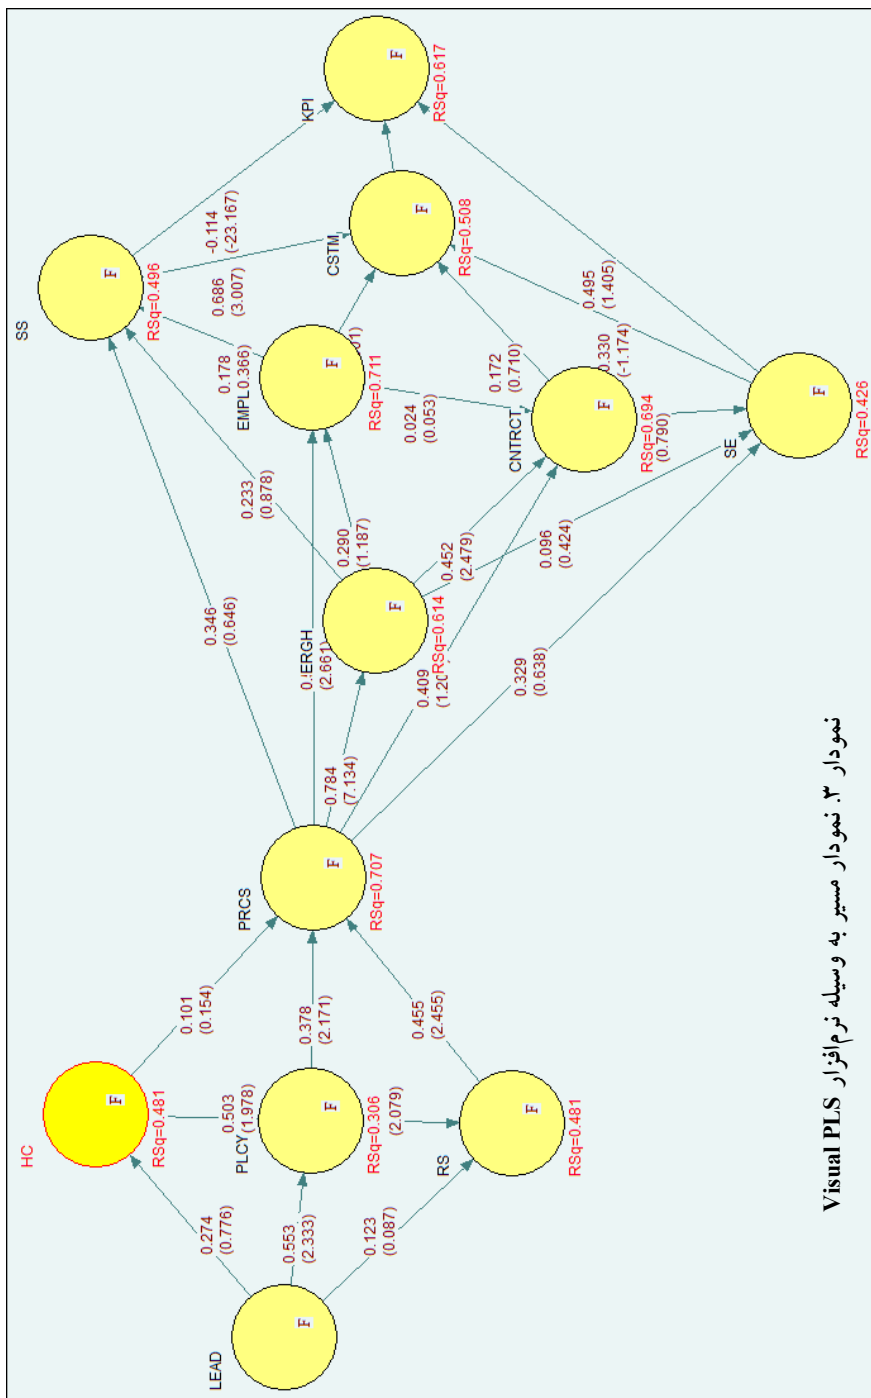 SS
RSq=0.496
KPI
RSq=0.617
-0.114
(-23.167)
0.686
(3.007)
CSTM
RSq=0.508
0.178
0.366)
EMPL
RSq=0.711
01)
0.024
(0.053)
0.172
(0.710)
0.495
(1.405)
0.330
(-1.174)
CNTRCT
RSq=0.694
(0.790)
SE
RSq=0.426
0.233
(0.878)
0.290
(1.187)
0.452
(2.479)
0.096
(0.424)
0.346
(0.646)
ERGH
(2.661)
RSq=0.614
0.784
(7.134)
0.409
(1.20
0.329
(0.638)
PRCS
RSq=0.707
0.101
(0.154)
0.378
(2.171)
0.455
(2.455)
HC
RSq=0.481
0.503
(1.978)
PLCY
RSq=0.306
(2.079)
RS
RSq=0.481
0.274
(0.776)
0.553
(2.333)
0.123
(0.087)
LEAD
F
F
F
F
F
F
F
F
F
F
F
F
نمودار ۳. نمودار مسیر به وسیله نرم‌افزار Visual PLS